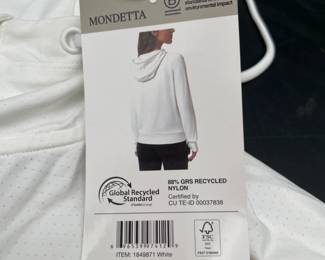 MONDETTA
environmental impact
Global Recycled
Standard
88% GRS RECYCLED
NYLON
Certified by
CU TE-ID 00037838
ITEM: 1849871 White
FSC